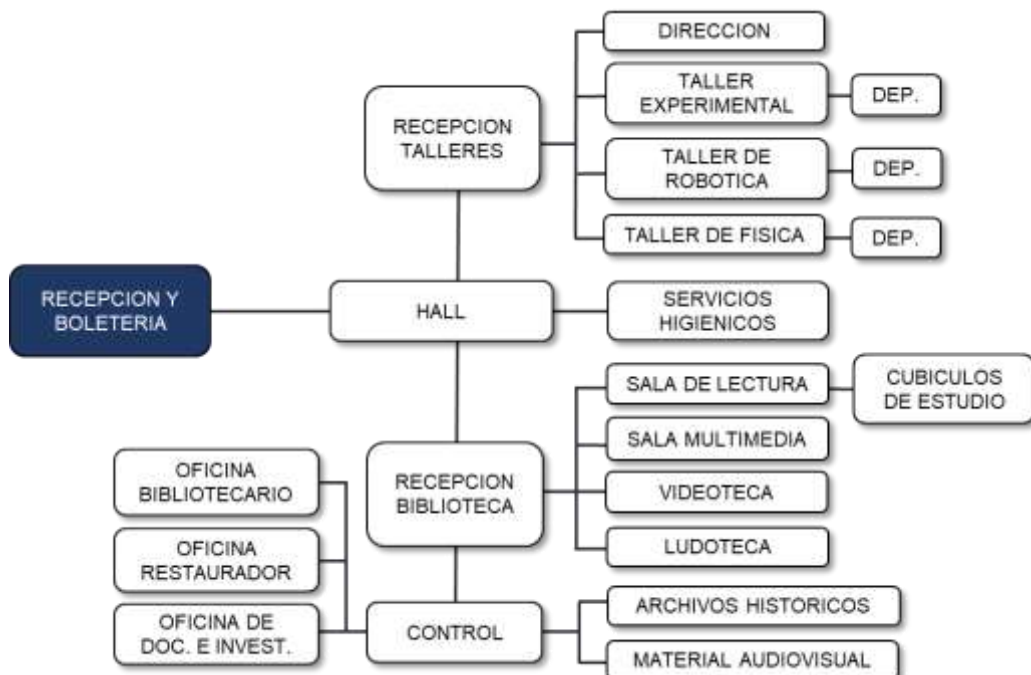 DIRECCION
TALLER
EXPERIMENTAL
DEP.
RECEPCION
TALLERES
TALLER DE
ROBOTICA
DEP.
TALLER DE FISICA
DEP.
RECEPCION Y
BOLETERIA
HALL
SERVICIOS
HIGIENICOS
SALA DE LECTURA
CUBICULOS
DE ESTUDIO
SALA MULTIMEDIA
RECEPCION
BIBLIOTECA
VIDEOTECA
LUDOTECA
OFICINA
BIBLIOTECARIO
OFICINA
RESTAURADOR
OFICINA DE
DOC. E INVEST.
CONTROL
ARCHIVOS HISTORICOS
MATERIAL AUDIOVISUAL